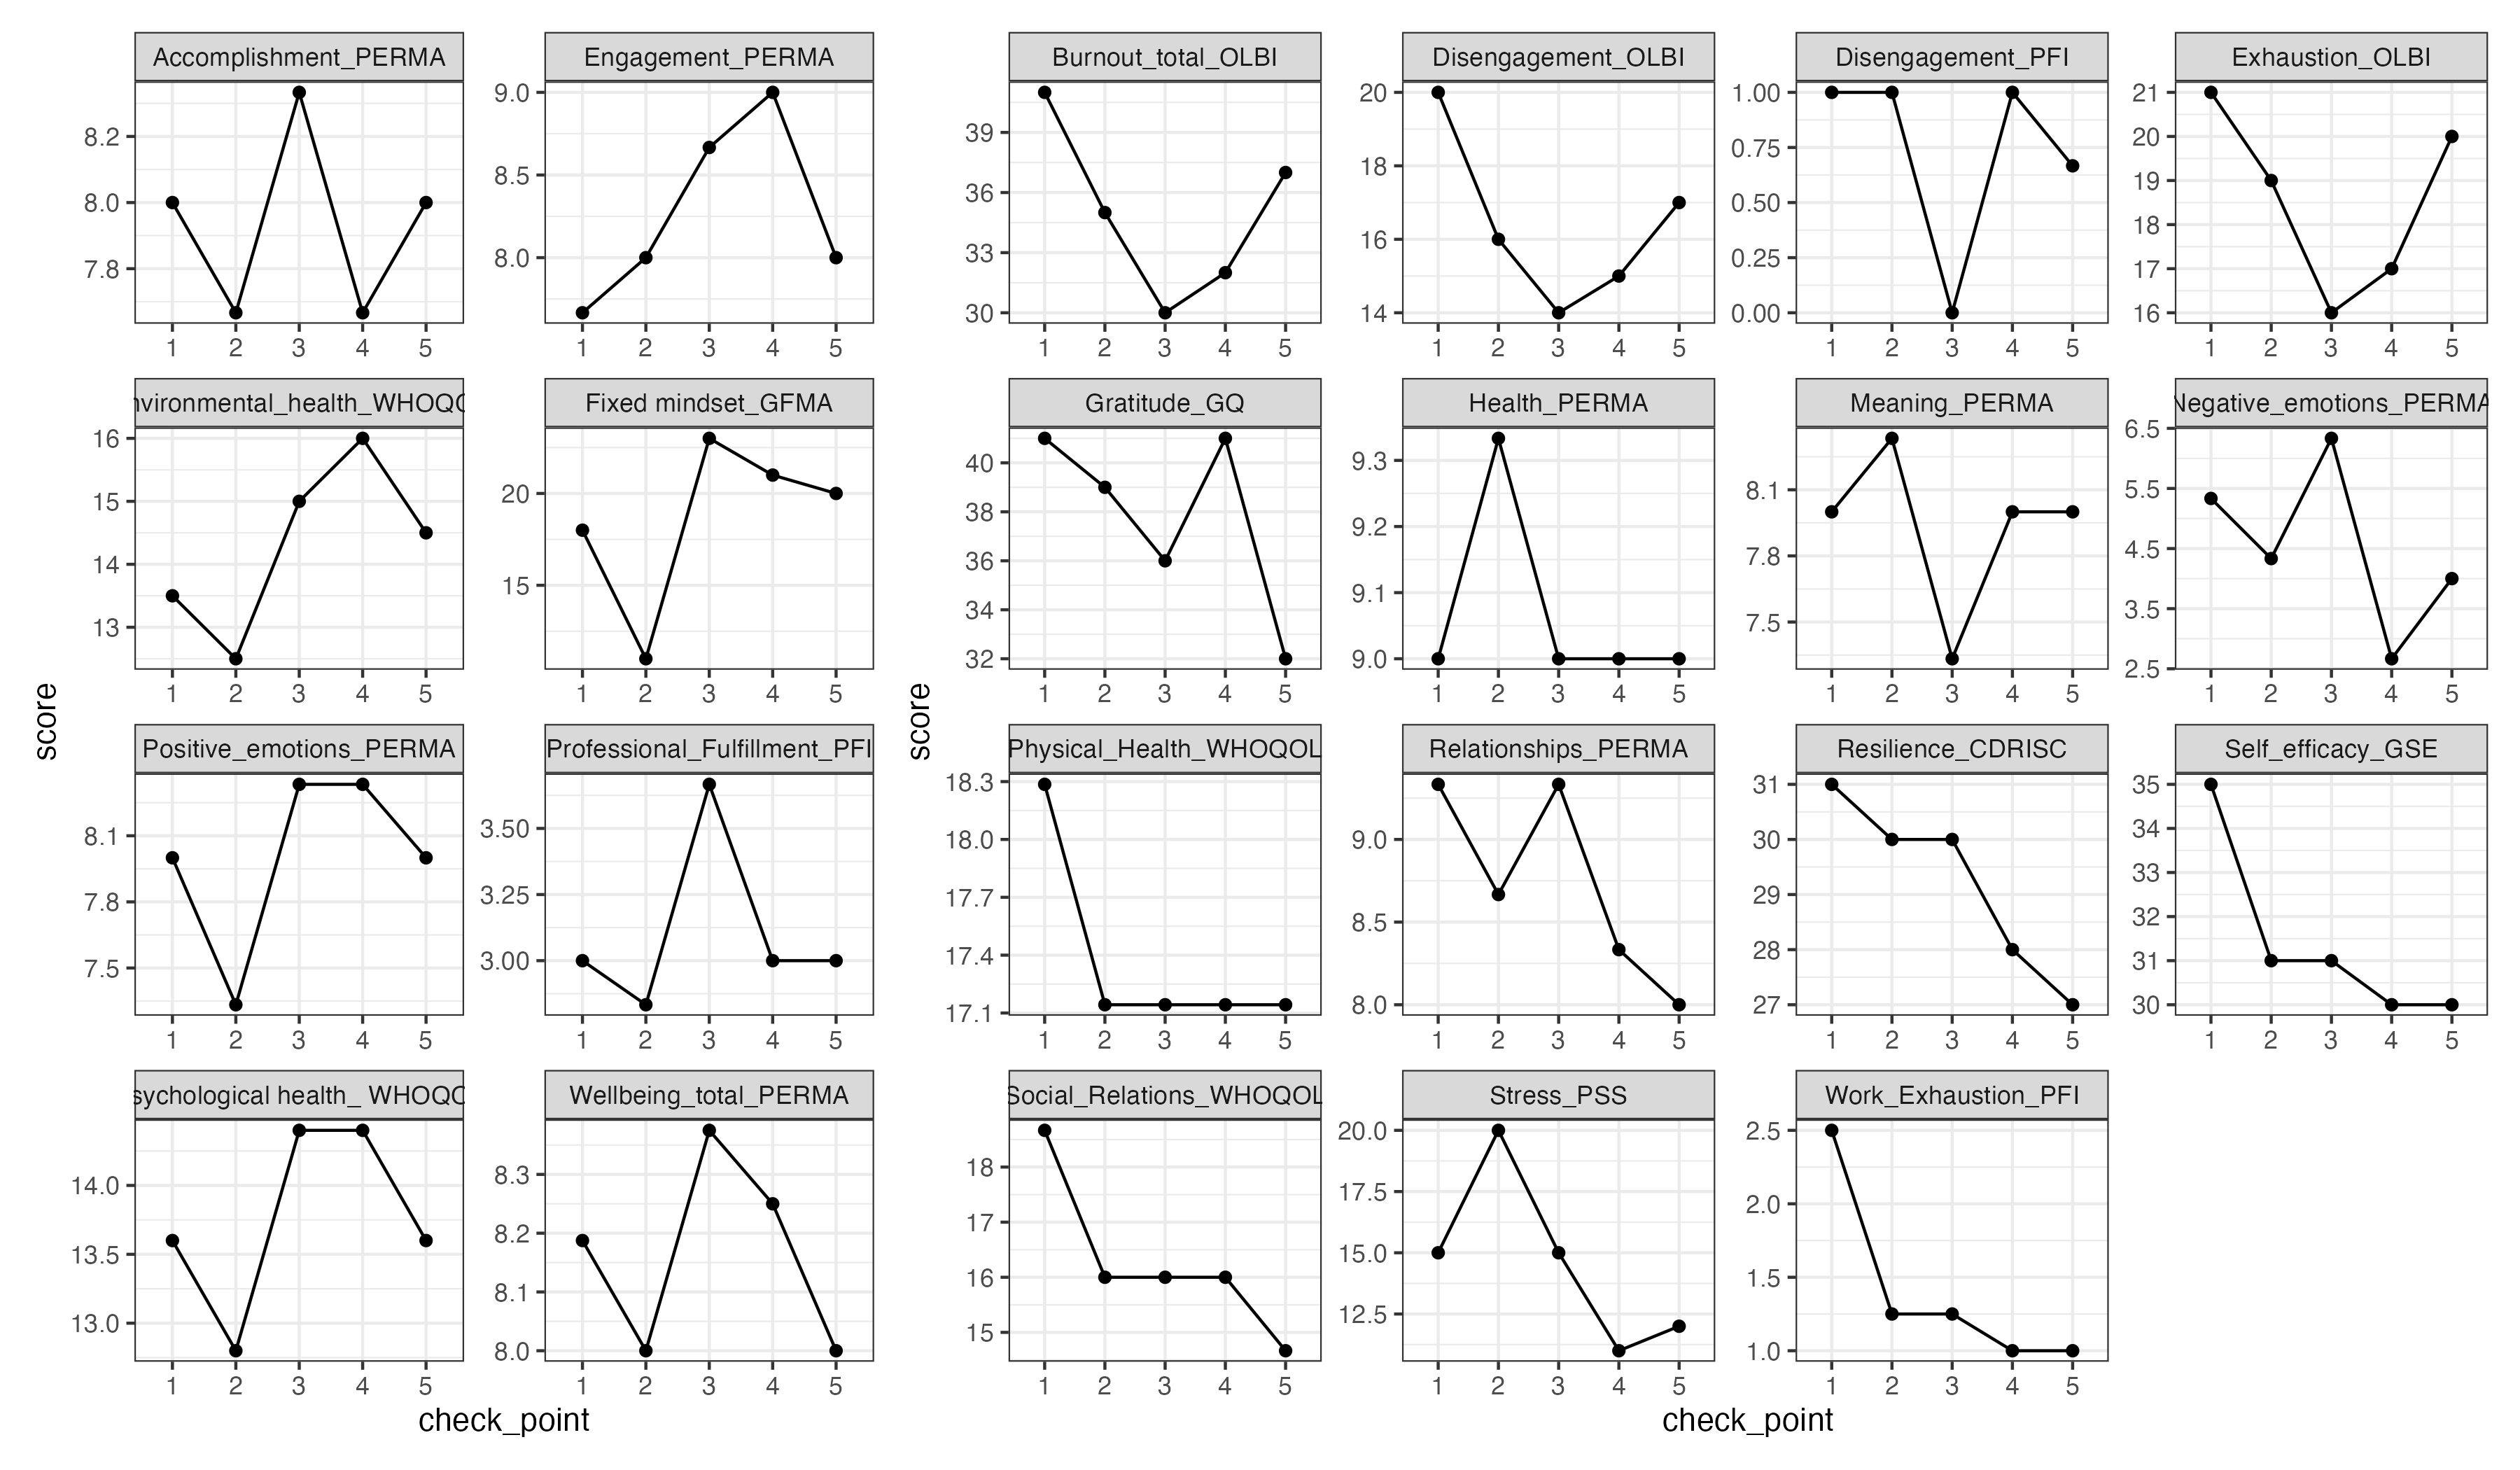 Accomplishment_PERMA
8.2
8.0
7.8
1 2 3 4 5
Engagement_PERMA
9.0
8.5
8.0
1 2 3 4 5
nvironmental_health_WHOQO
16
15
14
13
1 2 3 4 5
Fixed mindset_GFMA
20
15
1 2 3 4 5
score
Positive_emotions_PERMA
8.1
7.8
7.5
1 2 3 4 5
Professional_Fulfillment_PFI
3.50
3.25
3.00
1 2 3 4 5
sychological health_ WHOQO
14.0
13.5
13.0
1 2 3 4 5
Wellbeing_total_PERMA
8.3
8.2
8.1
8.0
1 2 3 4 5
check_point
Burnout_total_OLBI
39
36
33
30
1 2 3 4 5
Disengagement_OLBI
20
18
16
14
1 2 3 4 5
Disengagement_PFI
1.00
0.75
0.50
0.25
0.00
1 2 3 4 5
Exhaustion_OLBI
21
20
19
18
17
16
1 2 3 4 5
Gratitude_GQ
40
38
36
34
32
1 2 3 4 5
Health_PERMA
9.3
9.2
9.1
9.0
1 2 3 4 5
Meaning_PERMA
8.1
7.8
7.5
1 2 3 4 5
Negative_emotions_PERMA
6.5
5.5
4.5
3.5
2.5
1 2 3 4 5
score
Physical_Health_WHOQOL
18.3
18.0
17.7
17.4
17.1
1 2 3 4 5
Relationships_PERMA
9.0
8.5
8.0
1 2 3 4 5
Resilience_CDRISC
31
30
29
28
27
1 2 3 4 5
Self_efficacy_GSE
35
34
33
32
31
30
1 2 3 4 5
Social_Relations_WHOQOL
18
17
16
15
1 2 3 4 5
Stress_PSS
20.0
17.5
15.0
12.5
1 2 3 4 5
Work_Exhaustion_PFI
2.5
2.0
1.5
1.0
1 2 3 4 5
check_point